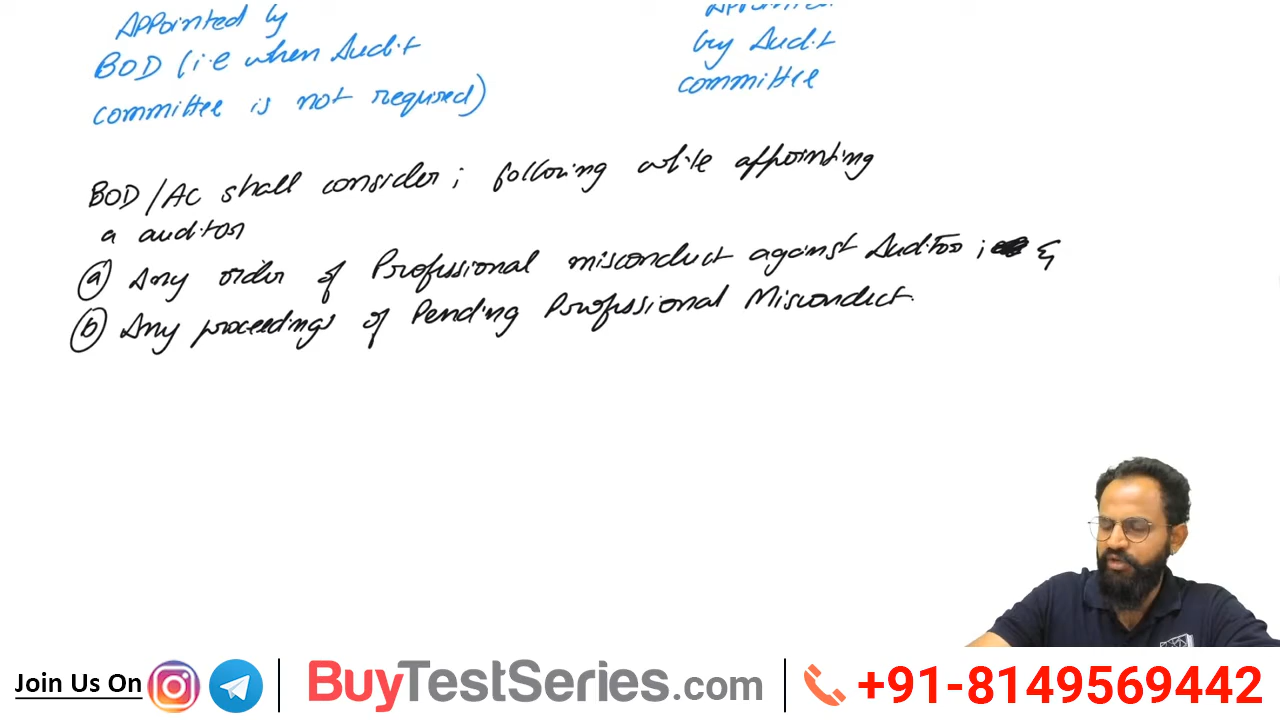 Appointed by
BOD (i.e when Audit
committee is not required)
Appointed
by Audit
committee
BOD/AC shall consider; following while appointing
a auditor
(a) Any order of Professional misconduct against Auditor; &
(b) Any proceedings of Pending Professional Misconduct.
Join Us On
BuyTestSeries.com
+91-8149569442